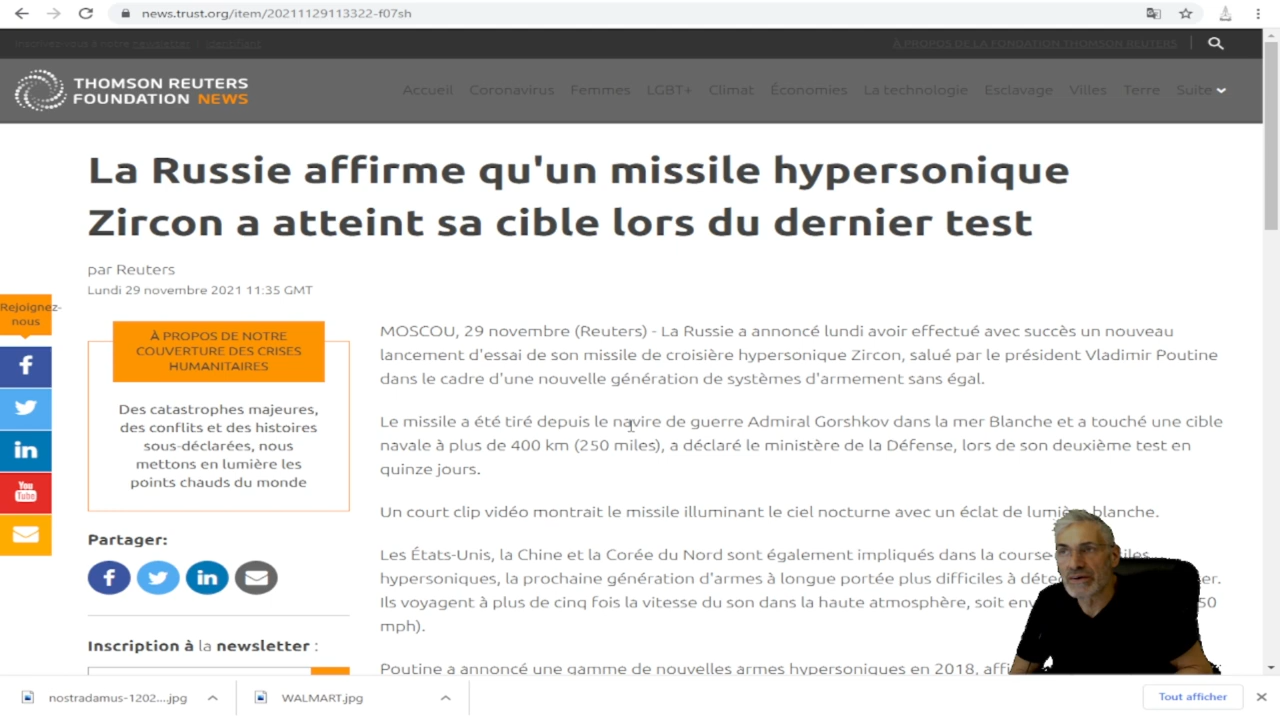 news.trust.org/item/20211129113322-f07sh
Inscrivez-vous à notre newsletter | Identifiant
À PROPOS DE LA FONDATION THOMSON REUTERS
THOMSON REUTERS
FOUNDATION NEWS
Accueil Coronavirus Femmes LGBT+ Climat Économies La technologie Esclavage Villes Terre Suite
La Russie affirme qu'un missile hypersonique
Zircon a atteint sa cible lors du dernier test
par Reuters
Lundi 29 novembre 2021 11:35 GMT
Rejoignez-
nous
À PROPOS DE NOTRE
COUVERTURE DES CRISES
HUMANITAIRES
Des catastrophes majeures,
des conflits et des histoires
sous-déclarées, nous
mettons en lumière les
points chauds du monde
Partager:
Inscription à la newsletter :
MOSCOU, 29 novembre (Reuters) - La Russie a annoncé lundi avoir effectué avec succès un nouveau
lancement d'essai de son missile de croisière hypersonique Zircon, salué par le président Vladimir Poutine
dans le cadre d'une nouvelle génération de systèmes d'armement sans égal.
Le missile a été tiré depuis le navire de guerre Admiral Gorshkov dans la mer Blanche et a touché une cible
navale à plus de 400 km (250 miles), a déclaré le ministère de la Défense, lors de son deuxième test en
quinze jours.
Un court clip vidéo montrait le missile illuminant le ciel nocturne avec un éclat de lumière blanche.
Les États-Unis, la Chine et la Corée du Nord sont également impliqués dans la course
hypersoniques, la prochaine génération d'armes à longue portée plus difficiles à
Ils voyagent à plus de cinq fois la vitesse du son dans la haute atmosphère, soit
mph).
Poutine a annoncé une gamme de nouvelles armes hypersoniques en 2018,
You
Tube
nostradamus-1202....jpg
WALMART.jpg
Tout afficher